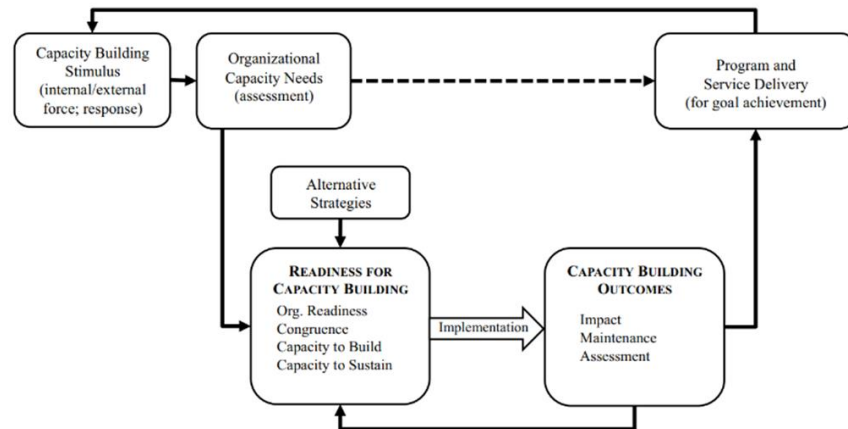 Capacity Building
Stimulus
(internal/external
force; response)
Organizational
Capacity Needs
(assessment)
Program and
Service Delivery
(for goal achievement)
Alternative
Strategies
READINESS FOR
CAPACITY BUILDING
Org. Readiness
Congruence
Capacity to Build
Capacity to Sustain
Implementation
CAPACITY BUILDING
OUTCOMES
Impact
Maintenance
Assessment